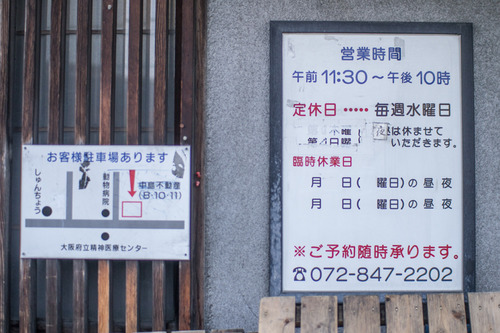 お客様駐車場あります
しゅんちょう
動物病院
中島不動産
(8·10·11)
大阪府立精神医療センター
営業時間
午前 11:30～午後 10時
定休日・・・・・毎週水曜日
夜は休ませて
いただきます。
臨時休業日
月 日( 曜日)の昼 夜
月 日( 曜日)の昼 夜
※ご予約随時承ります。
☎072-847-2202